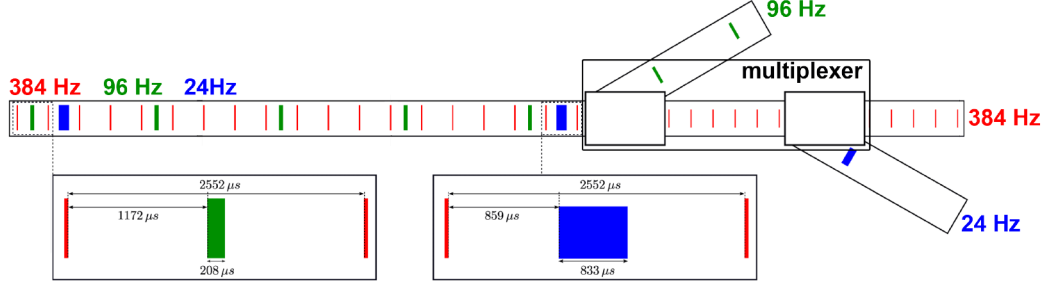 96 Hz
multiplexer
384 Hz 96 Hz 24Hz
384 Hz
2552 μs
1172 μs
208 μs
2552 μs
859 μs
833 μs
24 Hz